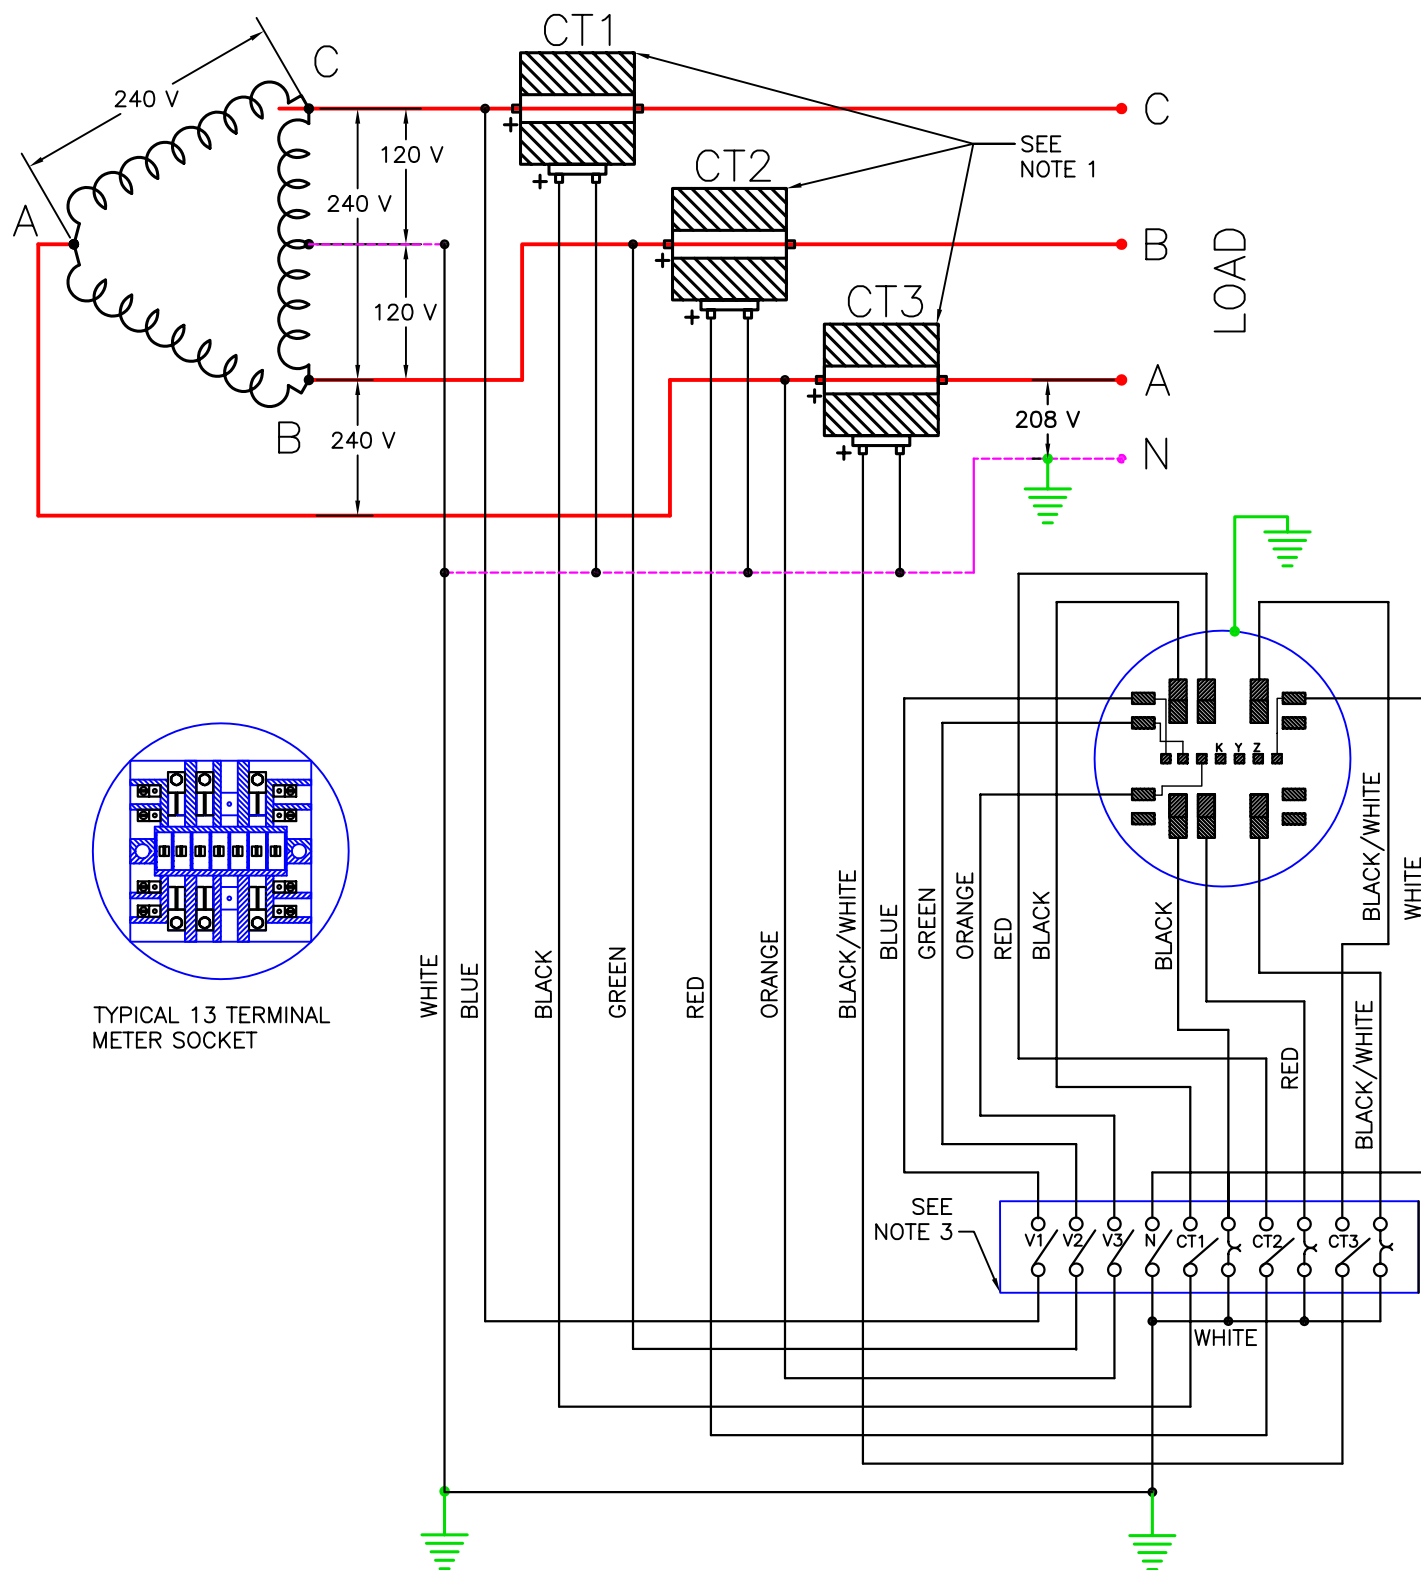 CT1
C
240 V
C
120 V
SEE
NOTE 1
CT2
240 V
A
B
LOAD
120 V
CT3
A
208 V
B
240 V
N
K Y Z
BLACK/WHITE
WHITE
BLUE
GREEN
ORANGE
RED
BLACK
BLACK
WHITE
BLUE
BLACK
GREEN
RED
ORANGE
BLACK/WHITE
TYPICAL 13 TERMINAL
METER SOCKET
RED
BLACK/WHITE
SEE
NOTE 3
V1 V2 V3 N CT1 CT2 CT3
WHITE